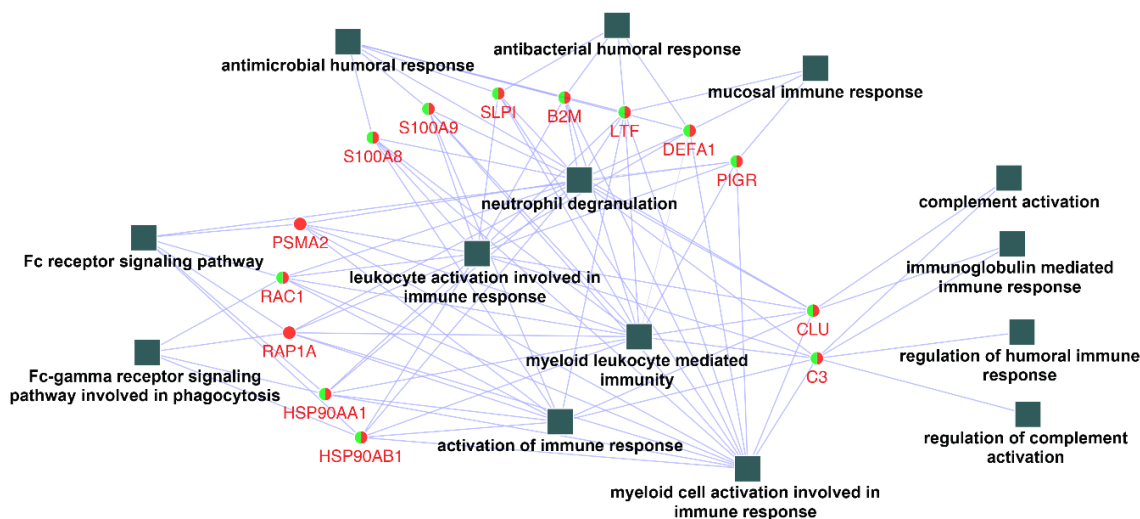 antibacterial humoral response
antimicrobial humoral response
mucosal immune response
SLPI
B2M
LTF
S100A9
DEFA1
S100A8
PIGR
neutrophil degranulation
complement activation
PSMA2
Fc receptor signaling pathway
leukocyte activation involved in
immune response
immunoglobulin mediated
immune response
RAC1
CLU
RAP1A
myeloid leukocyte mediated
immunity
regulation of humoral immune
response
C3
Fc-gamma receptor signaling
pathway involved in phagocytosis
HSP90AA1
activation of immune response
regulation of complement
activation
HSP90AB1
myeloid cell activation involved in
immune response